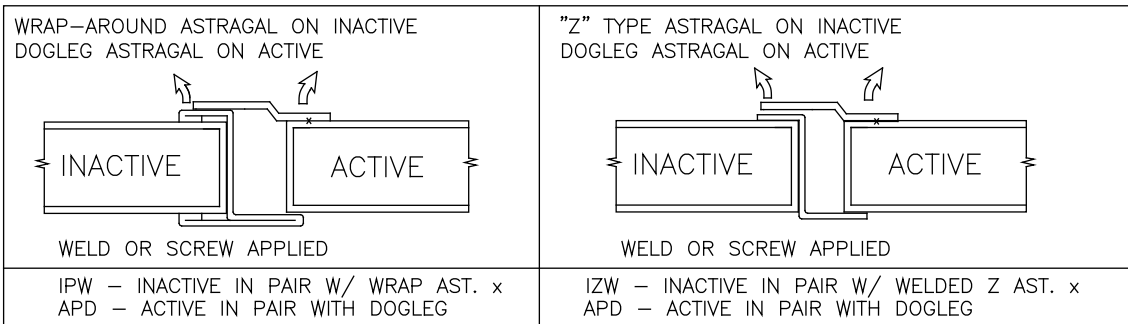 WRAP-AROUND ASTRAGAL ON INACTIVE
DOGLEG ASTRAGAL ON ACTIVE
x
INACTIVE
ACTIVE
WELD OR SCREW APPLIED
IPW - INACTIVE IN PAIR W/ WRAP AST. x
APD - ACTIVE IN PAIR WITH DOGLEG
"Z" TYPE ASTRAGAL ON INACTIVE
DOGLEG ASTRAGAL ON ACTIVE
x
INACTIVE
ACTIVE
WELD OR SCREW APPLIED
IZW - INACTIVE IN PAIR W/ WELDED Z AST. x
APD - ACTIVE IN PAIR WITH DOGLEG